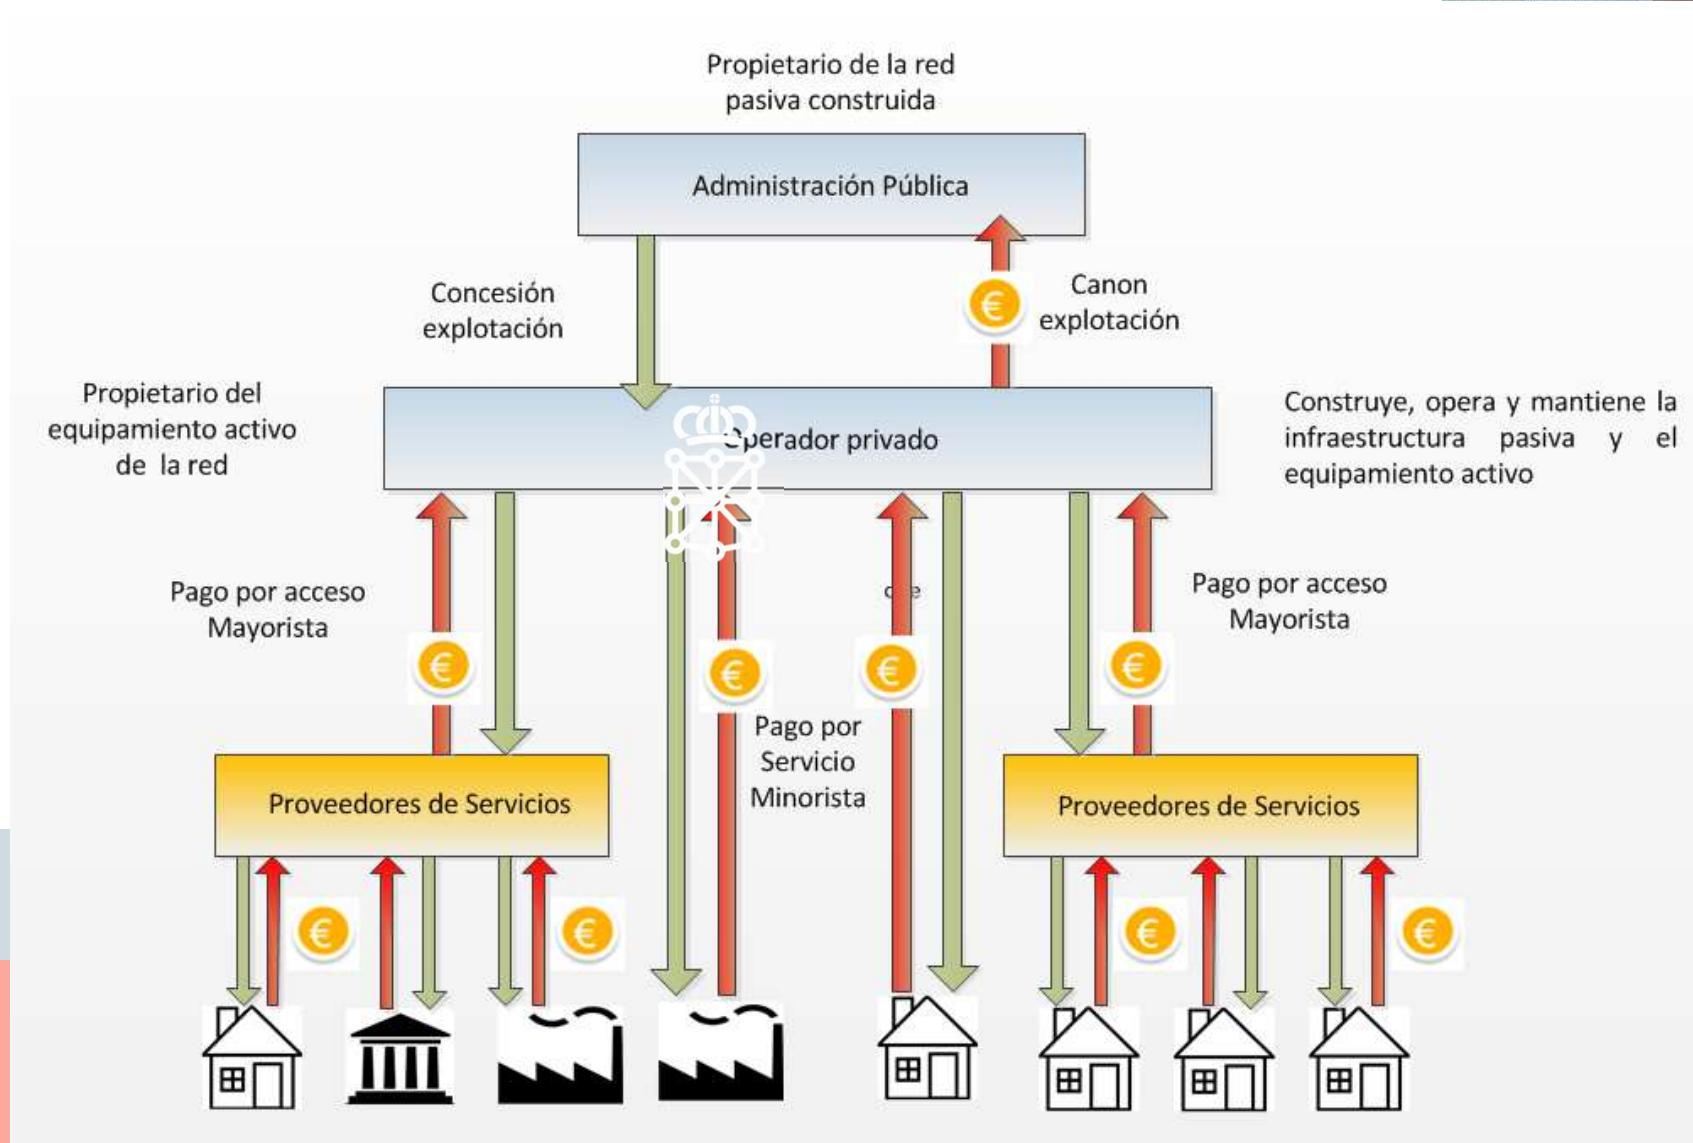 Propietario de la red
pasiva construida
Administración Pública
Concesión
explotación
€
Canon
explotación
Propietario del
equipamiento activo
de la red
Operador privado
Construye, opera y mantiene la
infraestructura pasiva y el
equipamiento activo
Pago por acceso
Mayorista
Pago por acceso
Mayorista
€
€
€
€
Pago por
Servicio
Minorista
Proveedores de Servicios
Proveedores de Servicios
€
€
€
€